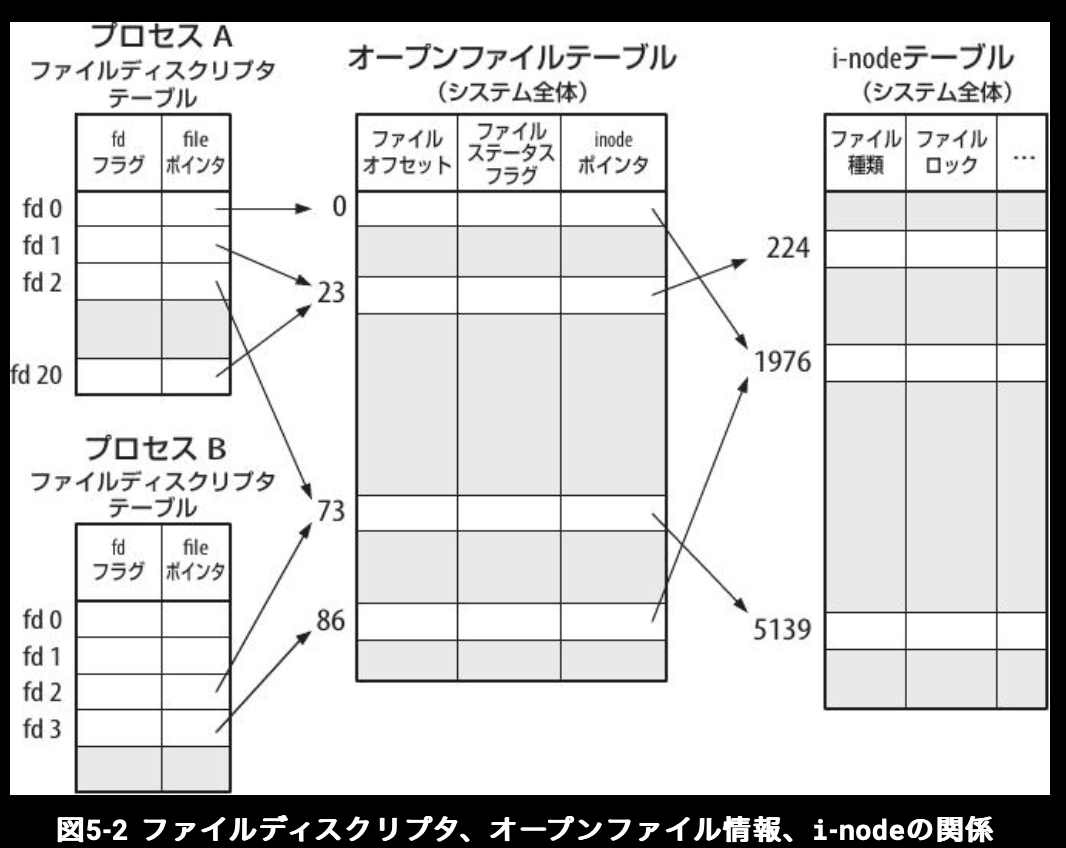 プロセス A
ファイルディスクリプタ
テーブル
fd
フラグ
file
ポインタ
fd 0
fd 1
fd 2
fd 20
プロセス B
ファイルディスクリプタ
テーブル
fd
フラグ
file
ポインタ
fd 0
fd 1
fd 2
fd 3
オープンファイルテーブル
（システム全体）
ファイル
オフセット
ファイル
ステータス
フラグ
inode
ポインタ
0
23
73
86
i-nodeテーブル
（システム全体）
ファイル
種類
ファイル
ロック
…
224
1976
5139
図5-2 ファイルディスクリプタ、オープンファイル情報、i-nodeの関係